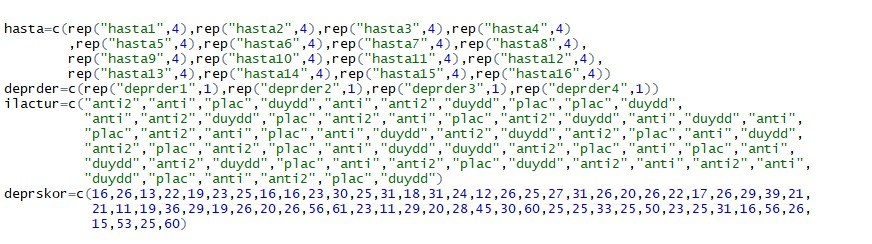 hasta=c(rep("hasta1",4),rep("hasta2",4),rep("hasta3",4),rep("hasta4",4)
,rep("hasta5",4),rep("hasta6",4),rep("hasta7",4),rep("hasta8",4),
rep("hasta9",4),rep("hasta10",4),rep("hasta11",4),rep("hasta12",4),
rep("hasta13",4),rep("hasta14",4),rep("hasta15",4),rep("hasta16",4))
deprder=c(rep("deprder1",1),rep("deprder2",1),rep("deprder3",1),rep("deprder4",1))
ilactur=c("anti2","anti","plac","duydd","anti","anti2","duydd","plac","plac","duydd",
"anti","anti2","duydd","plac","anti2","anti","plac","anti2","duydd","anti","duydd","anti",
"plac","anti2","anti","plac","anti","duydd","anti2","duydd","anti2","plac","anti","duydd",
"anti2","plac","anti2","plac","anti","duydd","anti2","duydd","anti","plac","plac","anti",
"duydd","anti2","duydd","plac","anti","anti2","plac","duydd","anti2","anti","anti2","anti",
"duydd","plac","anti","anti2","plac","duydd")
deprskor=c(16,26,13,22,19,23,25,16,16,23,30,25,31,18,31,24,12,26,25,27,31,26,20,26,22,17,26,29,39,21,
21,11,19,36,29,19,26,20,26,56,61,23,11,29,20,28,45,30,60,25,25,33,25,50,23,25,31,16,56,26,
15,53,25,60)